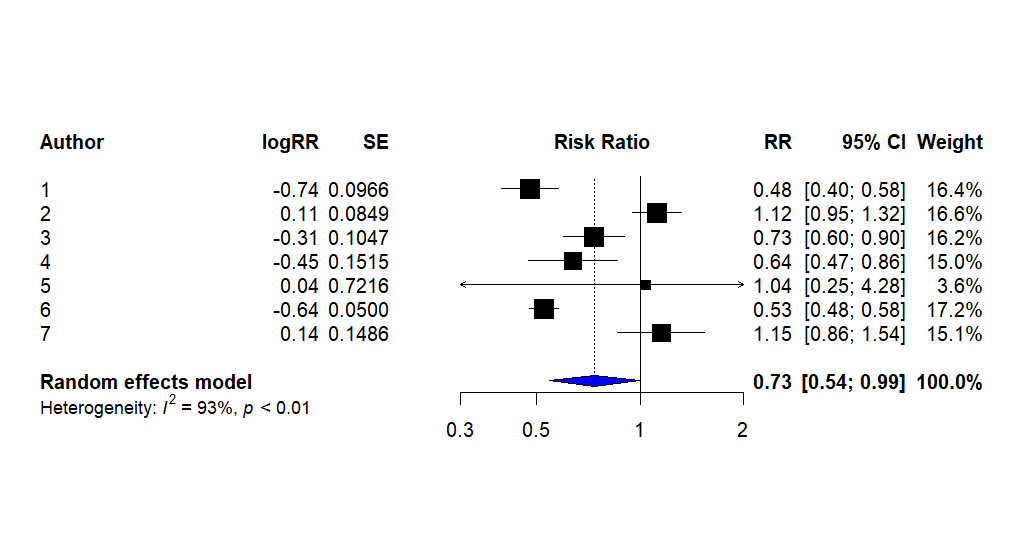 Author logRR SE Risk Ratio RR 95% CI Weight
1 -0.74 0.0966 0.48 [0.40; 0.58] 16.4%
2 0.11 0.0849 1.12 [0.95; 1.32] 16.6%
3 -0.31 0.1047 0.73 [0.60; 0.90] 16.2%
4 -0.45 0.1515 0.64 [0.47; 0.86] 15.0%
5 0.04 0.7216 1.04 [0.25; 4.28] 3.6%
6 -0.64 0.0500 0.53 [0.48; 0.58] 17.2%
7 0.14 0.1486 1.15 [0.86; 1.54] 15.1%
Random effects model 0.73 [0.54; 0.99] 100.0%
Heterogeneity: I² = 93%, p < 0.01
0.3 0.5 1 2